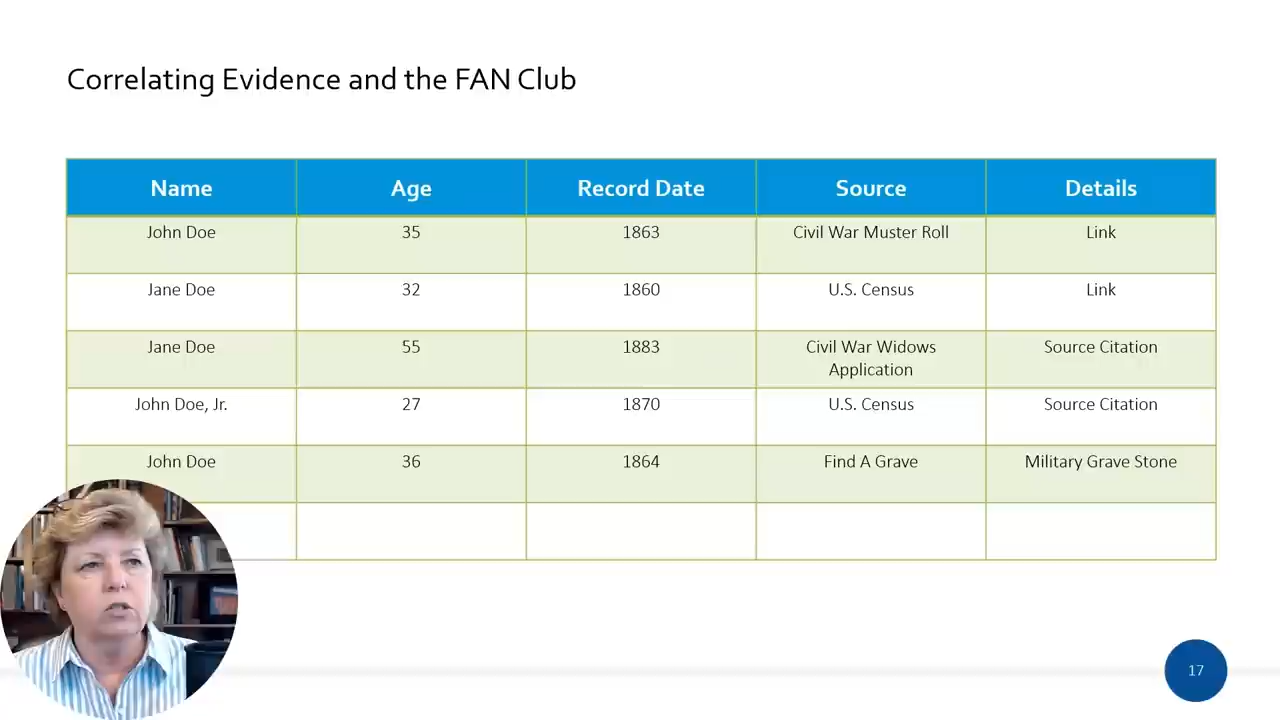 Correlating Evidence and the FAN Club
Name Age Record Date Source Details
John Doe 35 1863 Civil War Muster Roll Link
Jane Doe 32 1860 U.S. Census Link
Jane Doe 55 1883 Civil War Widows Application Source Citation
John Doe, Jr. 27 1870 U.S. Census Source Citation
John Doe 36 1864 Find A Grave Military Grave Stone
17